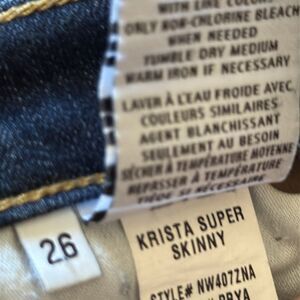 WITH LIKE COLORS
ONLY NON-CHLORINE BLEACH
WHEN NEEDED
TUMBLE DRY MEDIUM
WARM IRON IF NECESSARY
LAVER À L'EAU FROIDE AVEC
COULEURS SIMILAIRES
AGENT BLANCHISSANT
SEULEMENT AU BESOIN
SÉCHER À TEMPÉRATURE MOYENNE
REPASSER À TEMPÉRATURE
26
KRISTA SUPER
SKINNY
STYLE# NW407ZNA